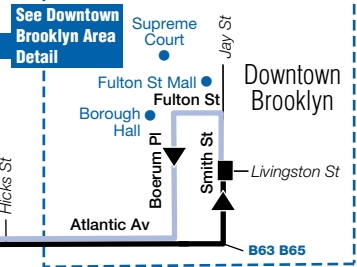 See Downtown
Brooklyn Area
Detail
Supreme
Court
Jay St
Fulton St Mall
Downtown
Brooklyn
Fulton St
Borough
Hall
Boerum Pl
Smith St
Livingston St
Hicks St
Atlantic Av
B63 B65